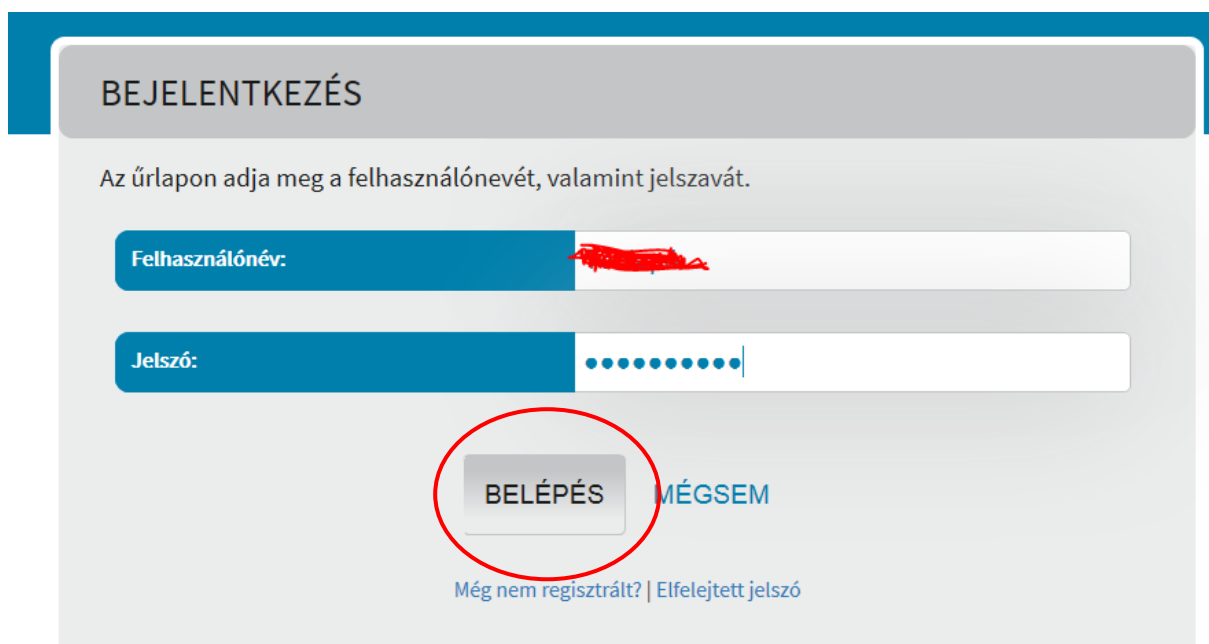 BEJELENTKEZÉS
Az űrlapon adja meg a felhasználónevét, valamint jelszavát.
Felhasználónév:
Jelszó: ●●●●●●●●●●
BELÉPÉS MÉGSEM
Még nem regisztrált? | Elfelejtett jelszó